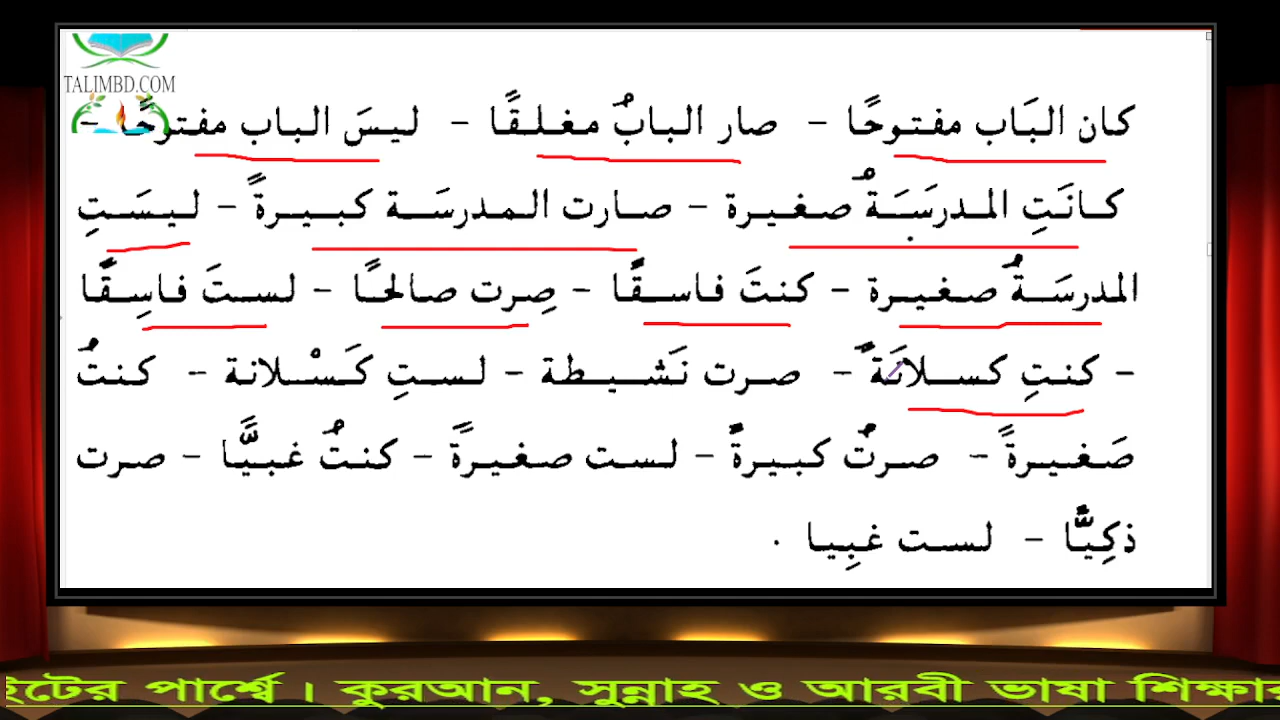 TALIMBD.COM
كان البَاب مفتوحًا – صار البابُ مغلقًا – ليسَ الباب مفتوحًا –
كانَتِ المدرسَةُ صغيرة – صارت المدرسَة كبيرةً – ليسَتِ
المدرسَةُ صغيرة – كنتَ فاسقًا – صِرت صالحًا – لستَ فاسِقًا
– كنتِ كسلانَةً – صرت نَشيطة – لستِ كَسْلانة – كنتُ
صَغيرةً – صرتُ كبيرةً – لست صغيرةً – كنتُ غبيًّا – صرت
ذكِيًّا – لست غبِيا .
ইটের পার্শ্বে। কুরআন, সুন্নাহ ও আরবী ভাষা শিক্ষার